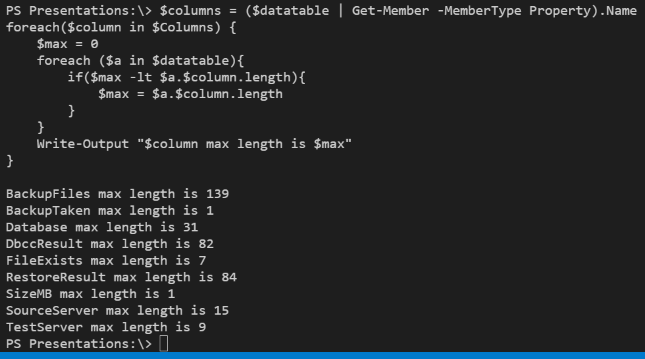 PS Presentations:\> $columns = ($datatable | Get-Member -MemberType Property).Name
foreach($column in $Columns) {
    $max = 0
    foreach ($a in $datatable){
        if($max -lt $a.$column.length){
            $max = $a.$column.length
        }
    }
    Write-Output "$column max length is $max"
}

BackupFiles max length is 139
BackupTaken max length is 1
Database max length is 31
DbccResult max length is 82
FileExists max length is 7
RestoreResult max length is 84
SizeMB max length is 1
SourceServer max length is 15
TestServer max length is 9
PS Presentations:\>